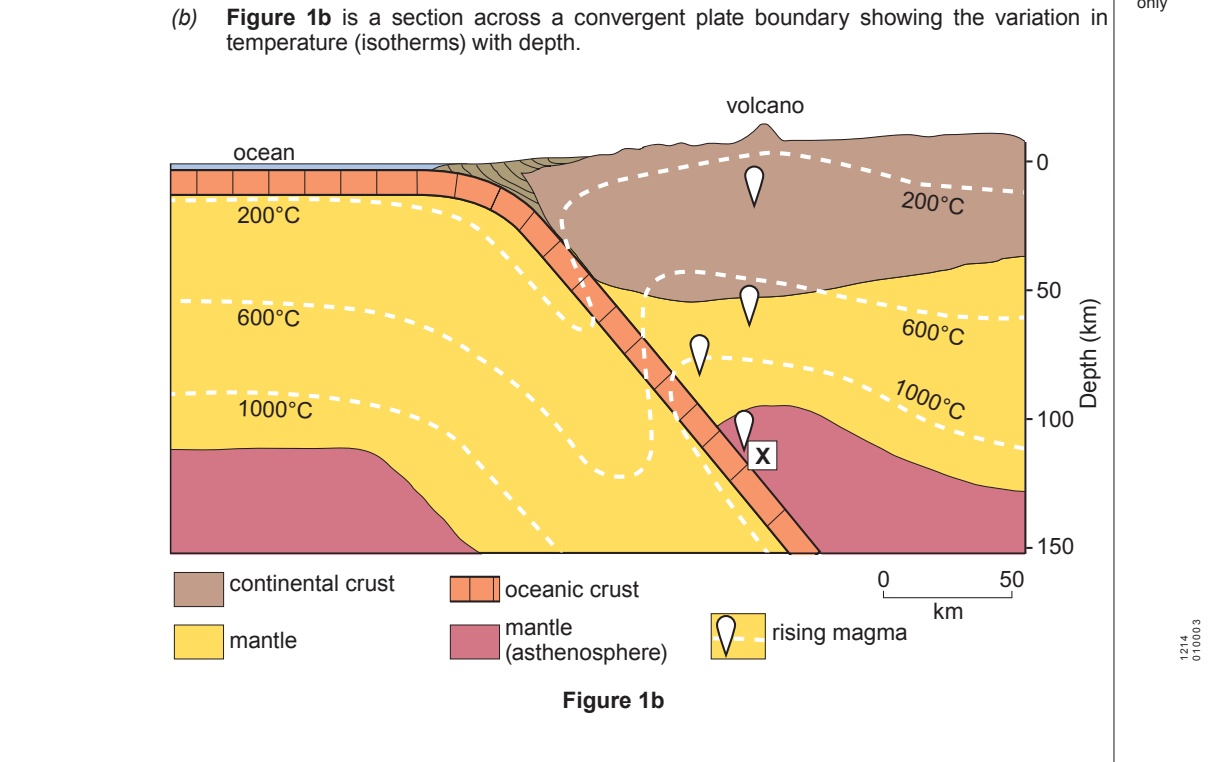 only
(b) Figure 1b is a section across a convergent plate boundary showing the variation in
temperature (isotherms) with depth.
volcano
ocean
0
200°C
200°C
50
600°C
600°C
Depth (km)
1000°C
1000°C
100
X
150
continental crust
oceanic crust
0 50
km
mantle
mantle
(asthenosphere)
rising magma
1214
010003
Figure 1b